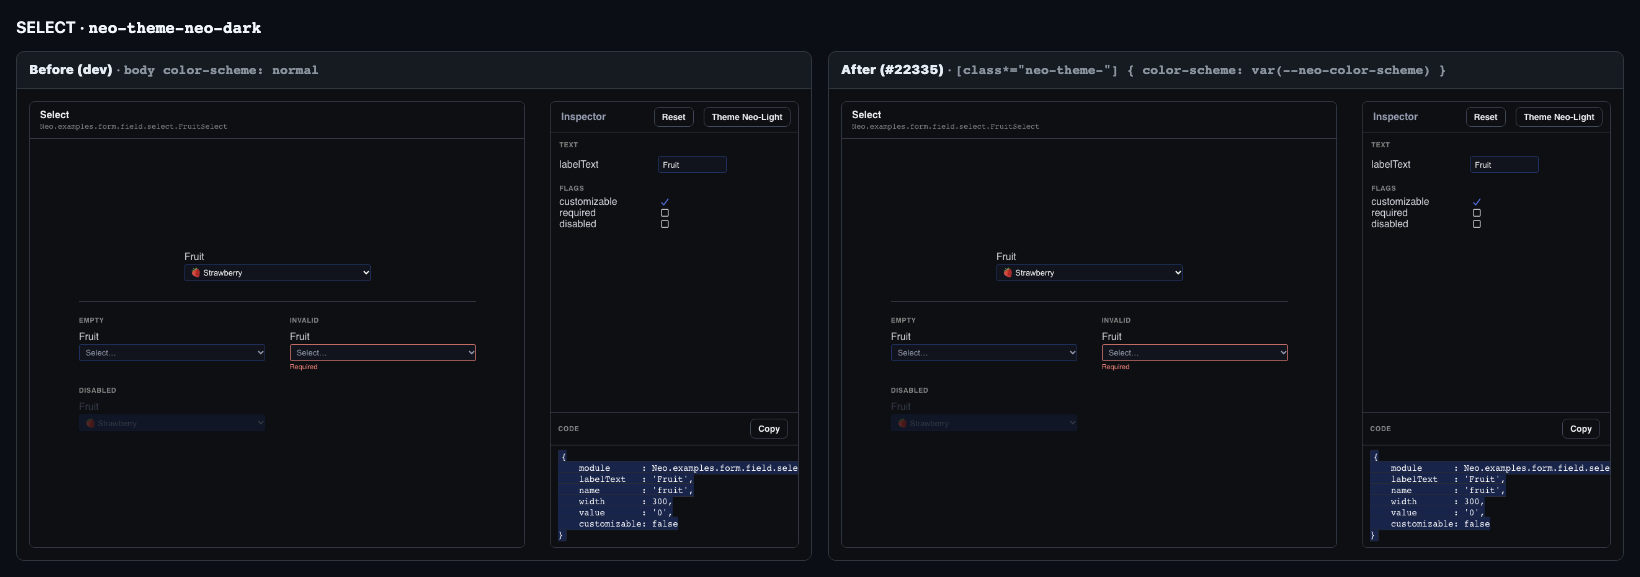 SELECT · neo-theme-neo-dark
Before (dev) · body color-scheme: normal
Select
Neo.examples.form.field.select.FruitSelect
Fruit
Strawberry
EMPTY
Fruit
Select...
INVALID
Fruit
Select...
Required
DISABLED
Fruit
Strawberry
Inspector
Reset
Theme Neo-Light
TEXT
labelText
Fruit
FLAGS
customizable
required
disabled
CODE
Copy
{
module : Neo.examples.form.field.sele
labelText : 'Fruit',
name : 'fruit',
width : 300,
value : '0',
customizable: false
}
After (#22335) · [class*="neo-theme-"] { color-scheme: var(--neo-color-scheme) }
Select
Neo.examples.form.field.select.FruitSelect
Fruit
Strawberry
EMPTY
Fruit
Select...
INVALID
Fruit
Select...
Required
DISABLED
Fruit
Strawberry
Inspector
Reset
Theme Neo-Light
TEXT
labelText
Fruit
FLAGS
customizable
required
disabled
CODE
Copy
{
module : Neo.examples.form.field.sele
labelText : 'Fruit',
name : 'fruit',
width : 300,
value : '0',
customizable: false
}